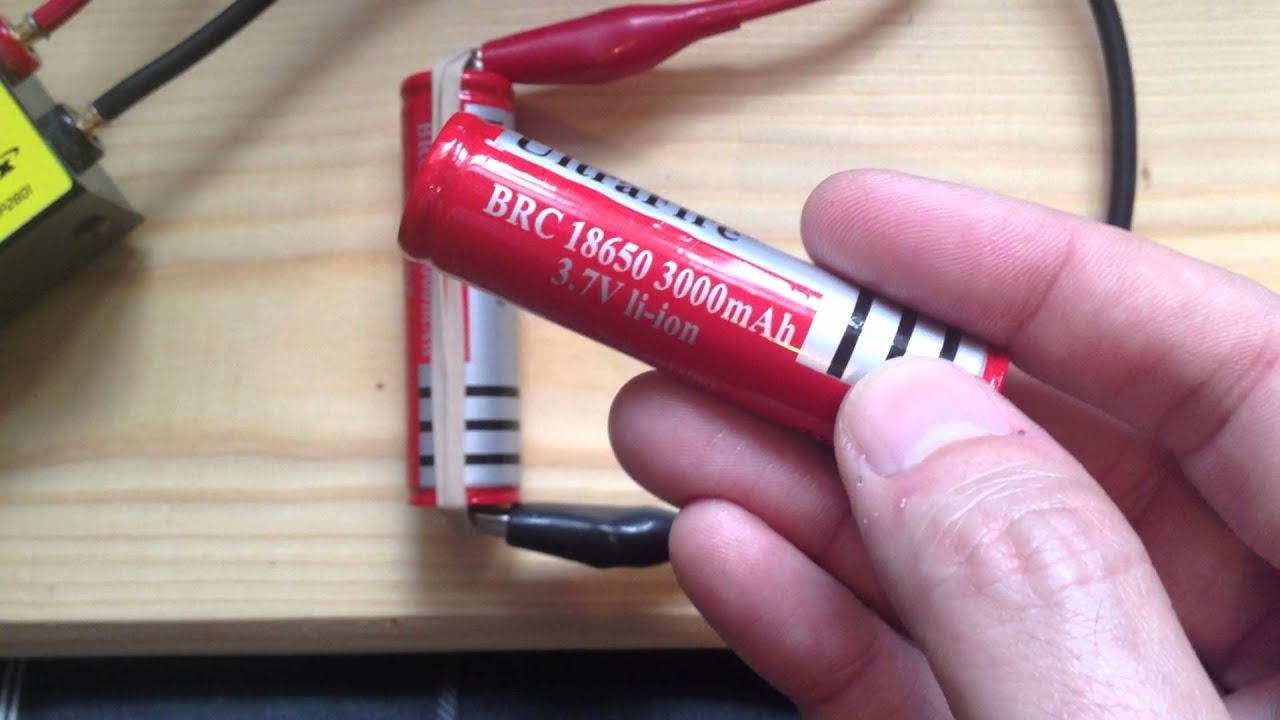 UltraFire
BRC 18650 3000mAh
3.7V li-ion